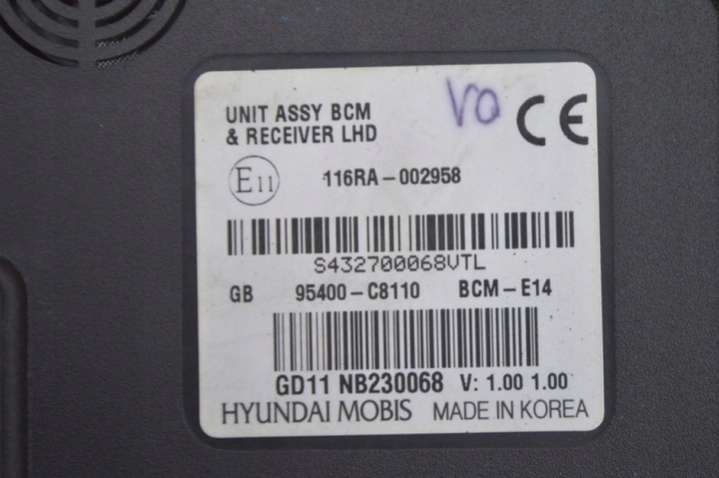 UNIT ASSY BCM VO CE
& RECEIVER LHD
E11 116RA-002958
S432700068VTL
GB 95400-C8110 BCM-E14
GD11 NB230068 V: 1.00 1.00
HYUNDAI MOBIS MADE IN KOREA